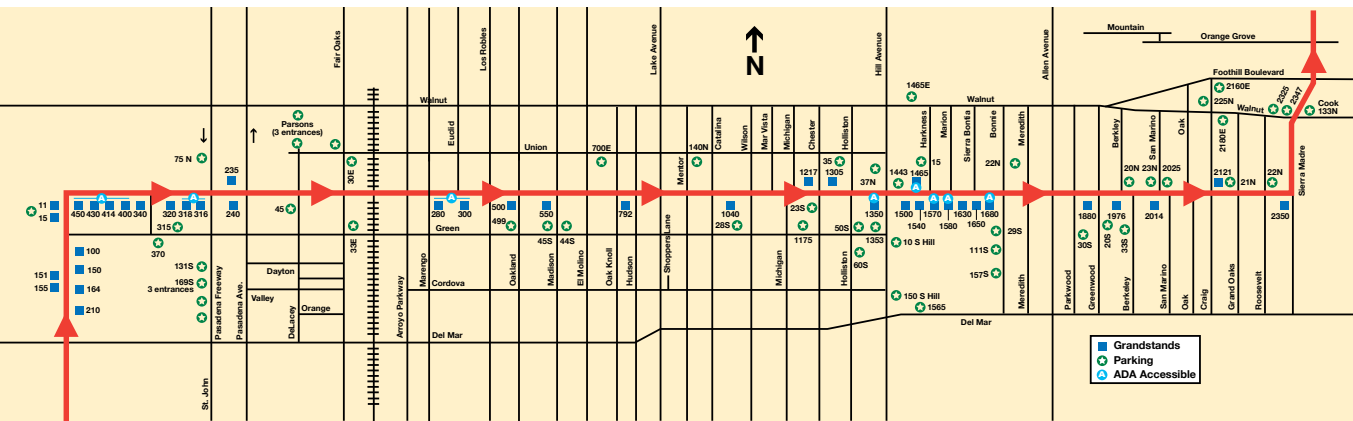 Mountain
Orange Grove
Fair Oaks
Los Robles
Lake Avenue
N
Hill Avenue
Allen Avenue
Foothill Boulevard
1465E
2160E
225N
2325
2347
Cook
133N
Walnut
Walnut
Walnut
Parsons
(3 entrances)
Euclid
Catalina
Wilson
Mar Vista
Michigan
Chester
Holliston
Harkness
Marion
Sierra Bontia
Bonnie
Meredith
Berkley
San Marino
Oak
2180E
Union
700E
140N
Mentor
75 N
30E
35
15
22N
235
1217
1305
37N
1443
1465
20N
23N
2025
2121
21N
22N
Sierra Madre
11
15
450
430
414
400
340
320
318
316
240
45
280
300
500
499
550
792
1040
28S
23S
1350
1500
1570
1630
1680
1540
1580
1650
1880
1976
2014
2350
315
Green
45S
44S
1175
50S
1353
29S
30S
20S
33S
370
33E
10 S Hill
111S
60S
100
150
164
210
151
155
131S
169S
3 entrances
157S
150 S Hill
1565
Dayton
Valley
Orange
DeLacey
Pasadena Freeway
Pasadena Ave.
St. John
Arroyo Parkway
Marengo
Cordova
Oakland
Madison
El Molino
Oak Knoll
Hudson
Shoppers Lane
Michigan
Holliston
Meredith
Parkwood
Greenwood
Berkeley
San Marino
Oak
Craig
Grand Oaks
Roosevelt
Del Mar
Del Mar
Grandstands
Parking
A ADA Accessible